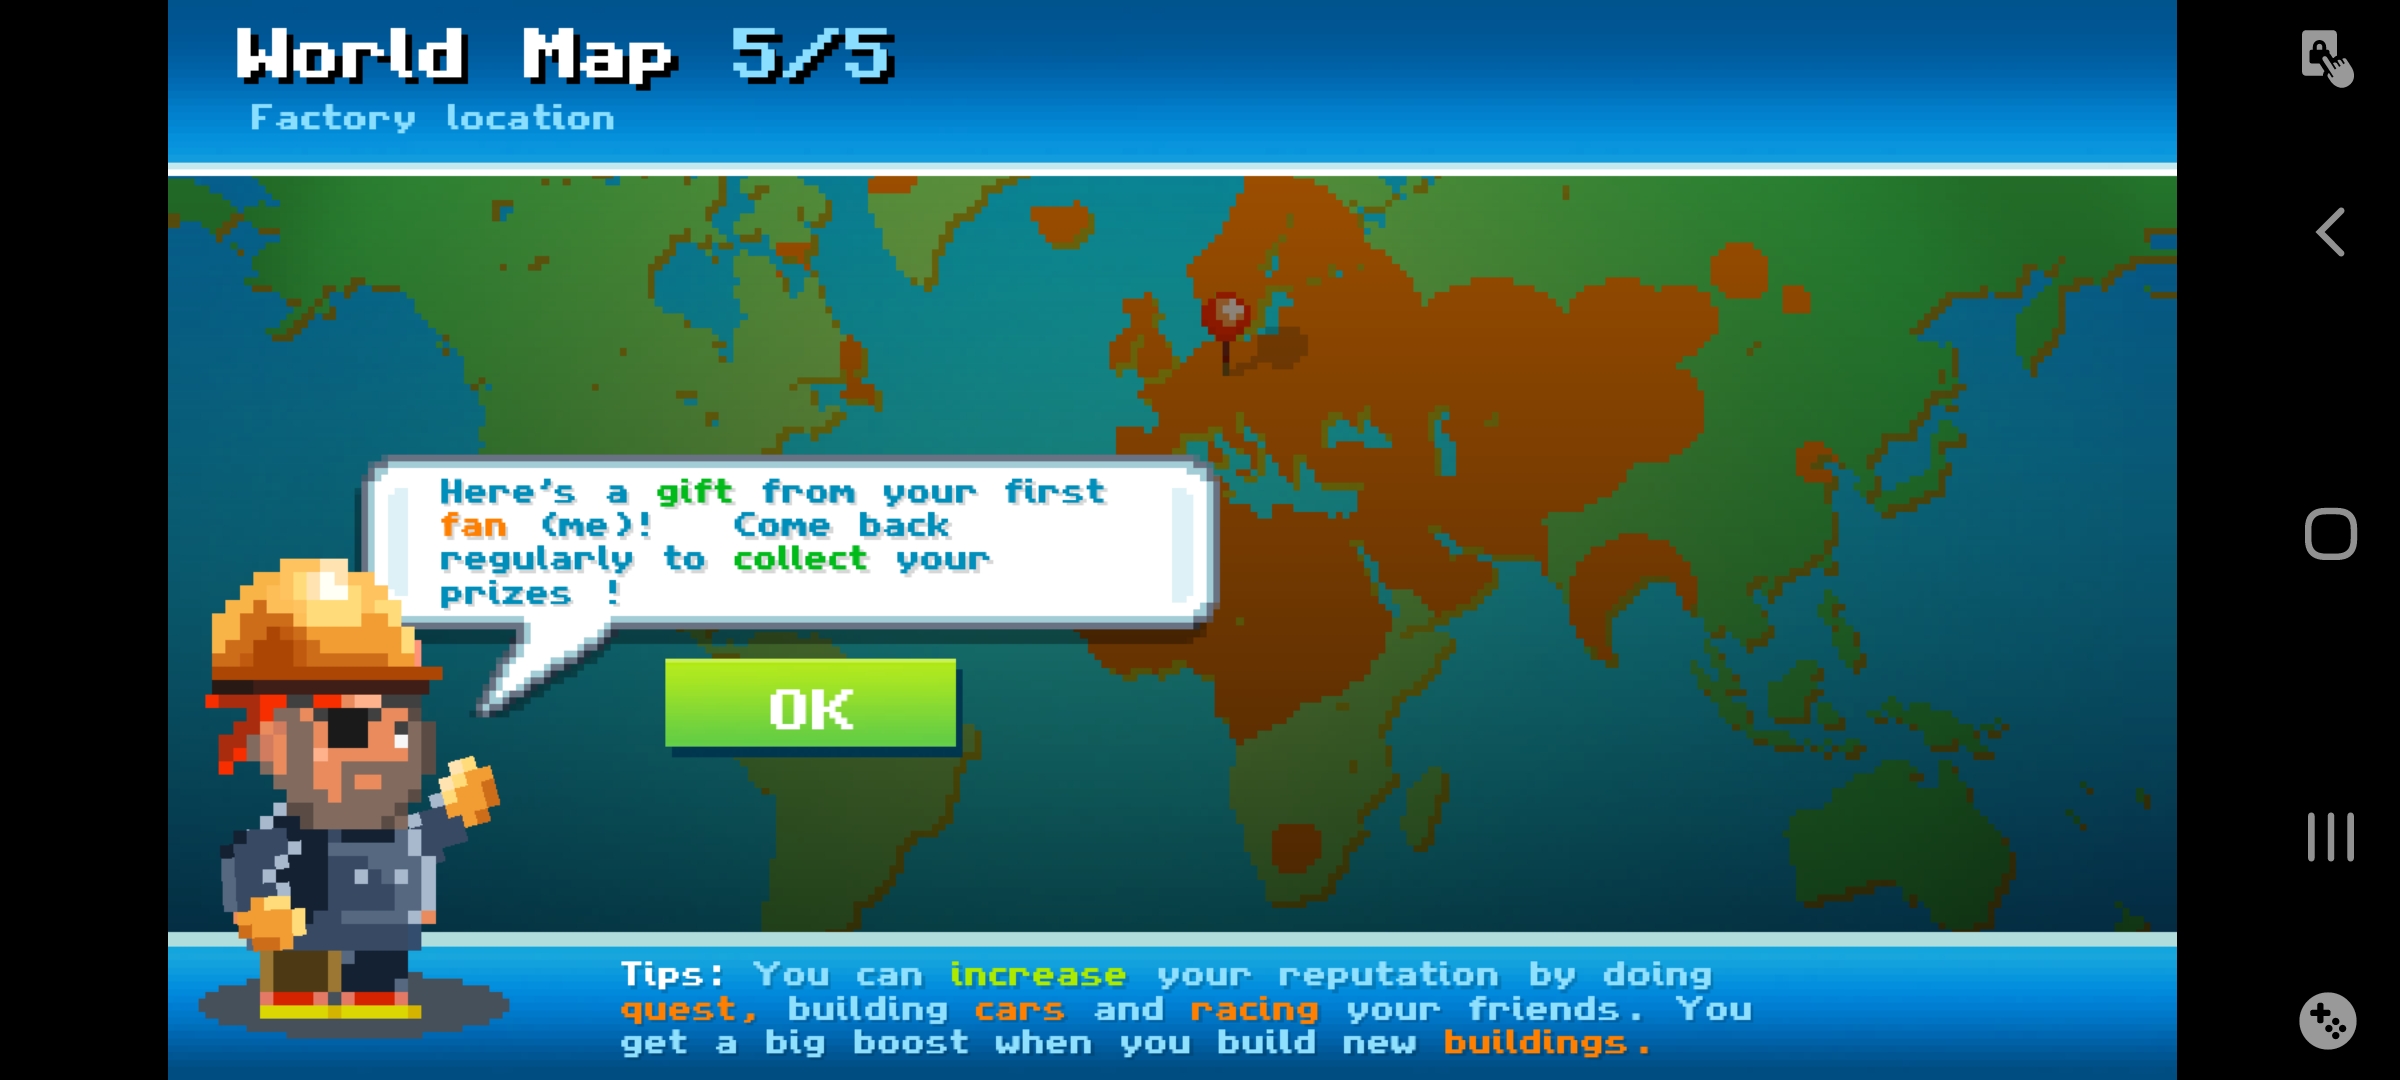 World Map 5/5
Factory location
Here's a gift from your first
fan (me)! Come back
regularly to collect your
prizes !
OK
Tips: You can increase your reputation by doing
quest, building cars and racing your friends. You
get a big boost when you build new buildings.